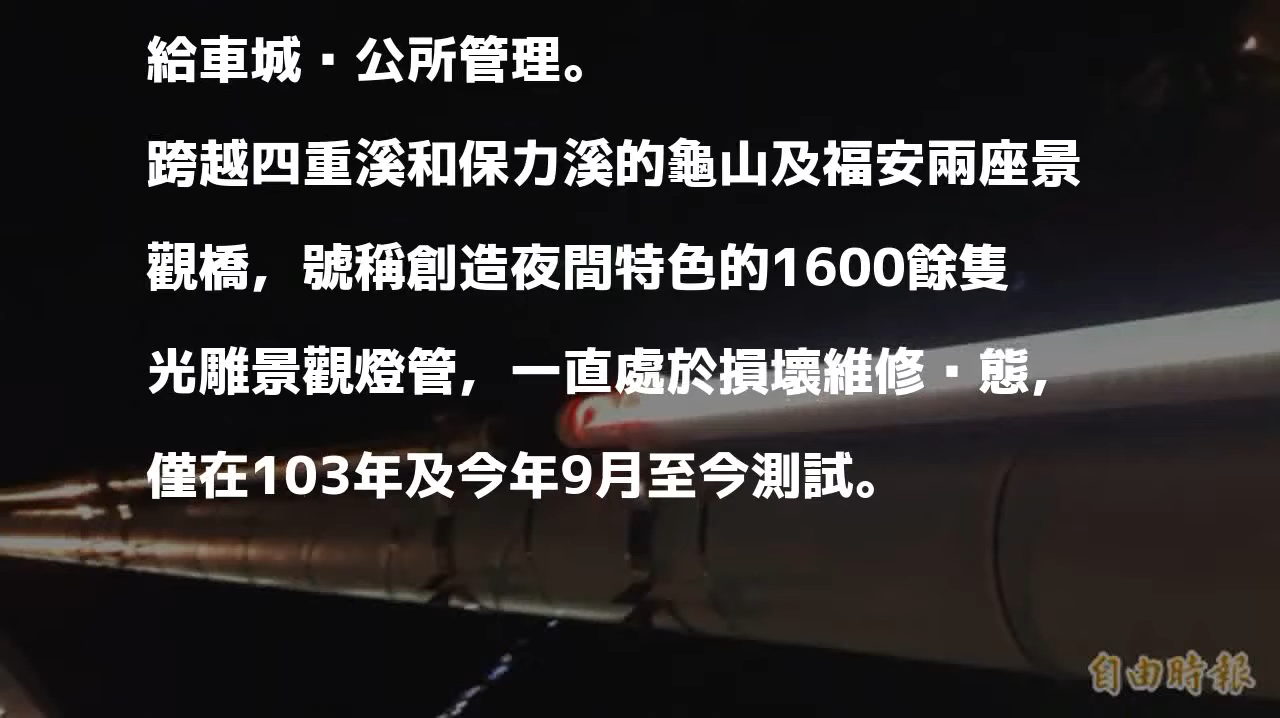 給車城▪公所管理。
跨越四重溪和保力溪的龜山及福安兩座景
觀橋，號稱創造夜間特色的1600餘隻
光雕景觀燈管，一直處於損壞維修▪態，
僅在103年及今年9月至今測試。
自由時報